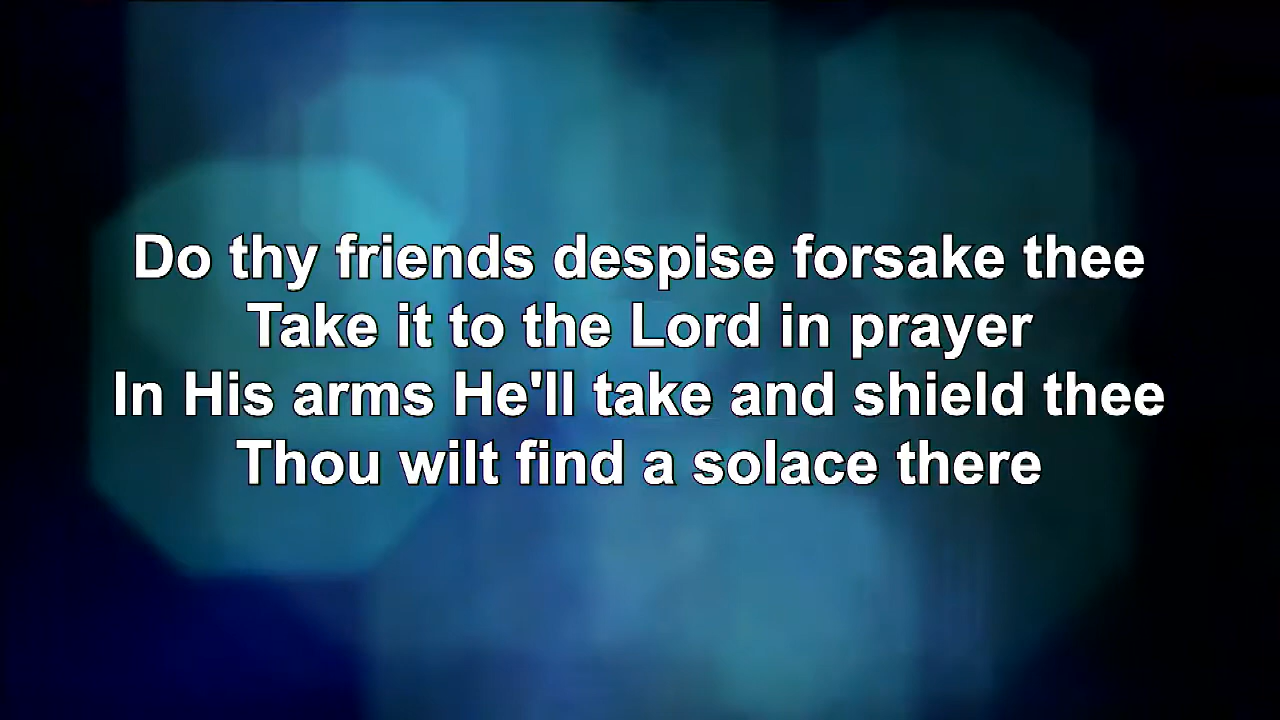 Do thy friends despise forsake thee
Take it to the Lord in prayer
In His arms He'll take and shield thee
Thou wilt find a solace there